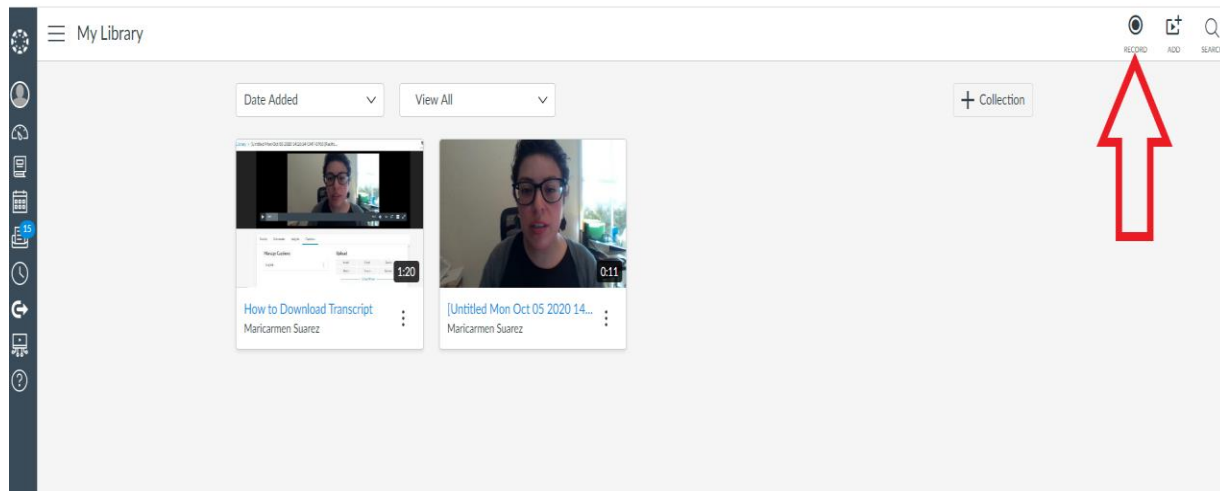 My Library
RECORD
ADD
SEARC
Date Added
View All
+ Collection
15
1:20
0:11
How to Download Transcript
Maricarmen Suarez
[Untitled Mon Oct 05 2020 14...
Maricarmen Suarez